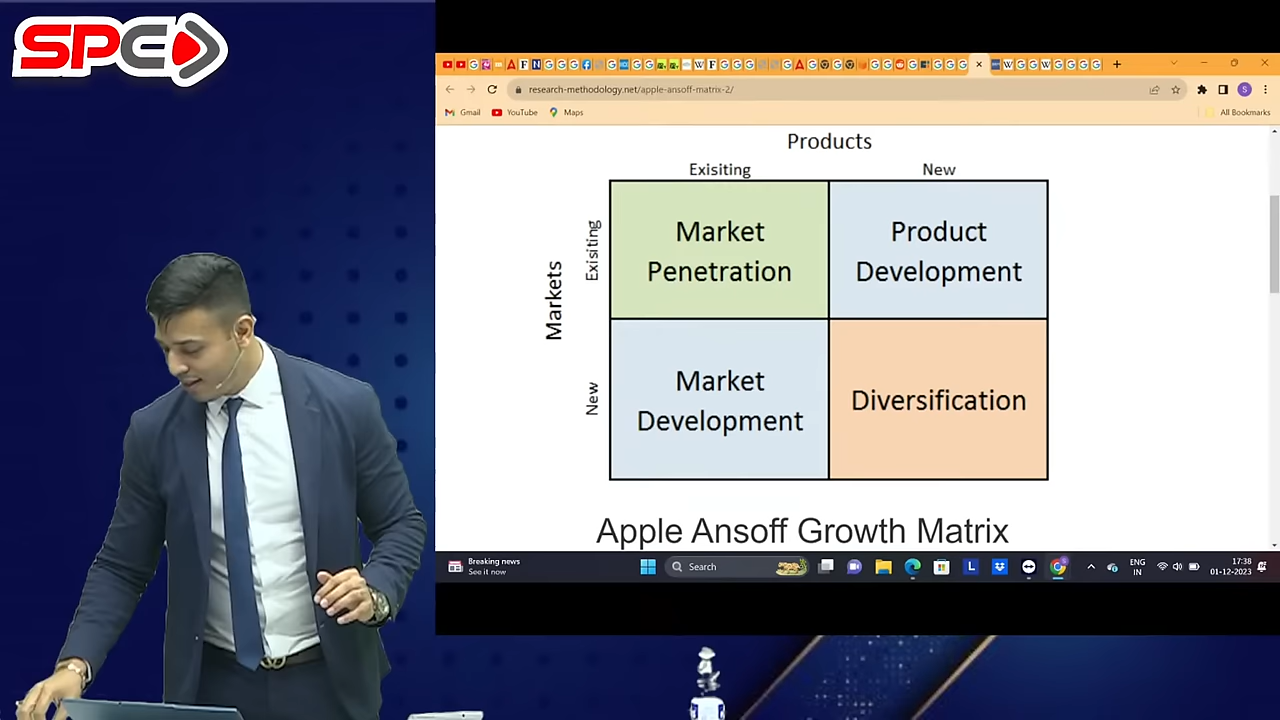 SPED
research-methodology.net/apple-ansoff-matrix-2/
Gmail YouTube Maps All Bookmarks
Products
Exisiting New
Markets
Exisiting
New
Market
Penetration
Product
Development
Market
Development
Diversification
Apple Ansoff Growth Matrix
Breaking news
See it now
Search
ENG
IN
17:38
01-12-2023